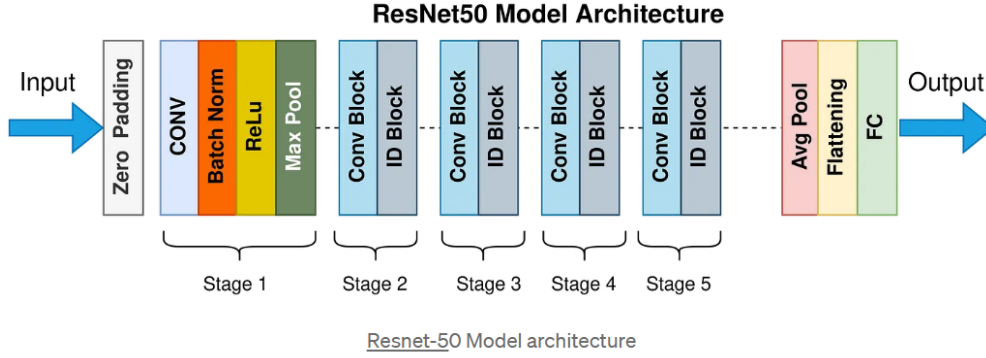 ResNet50 Model Architecture
Input
Output
Zero Padding
CONV
Batch Norm
ReLu
Max Pool
Conv Block
ID Block
Conv Block
ID Block
Conv Block
ID Block
Conv Block
ID Block
Avg Pool
Flattening
FC
Stage 1
Stage 2
Stage 3
Stage 4
Stage 5
Resnet-50 Model architecture